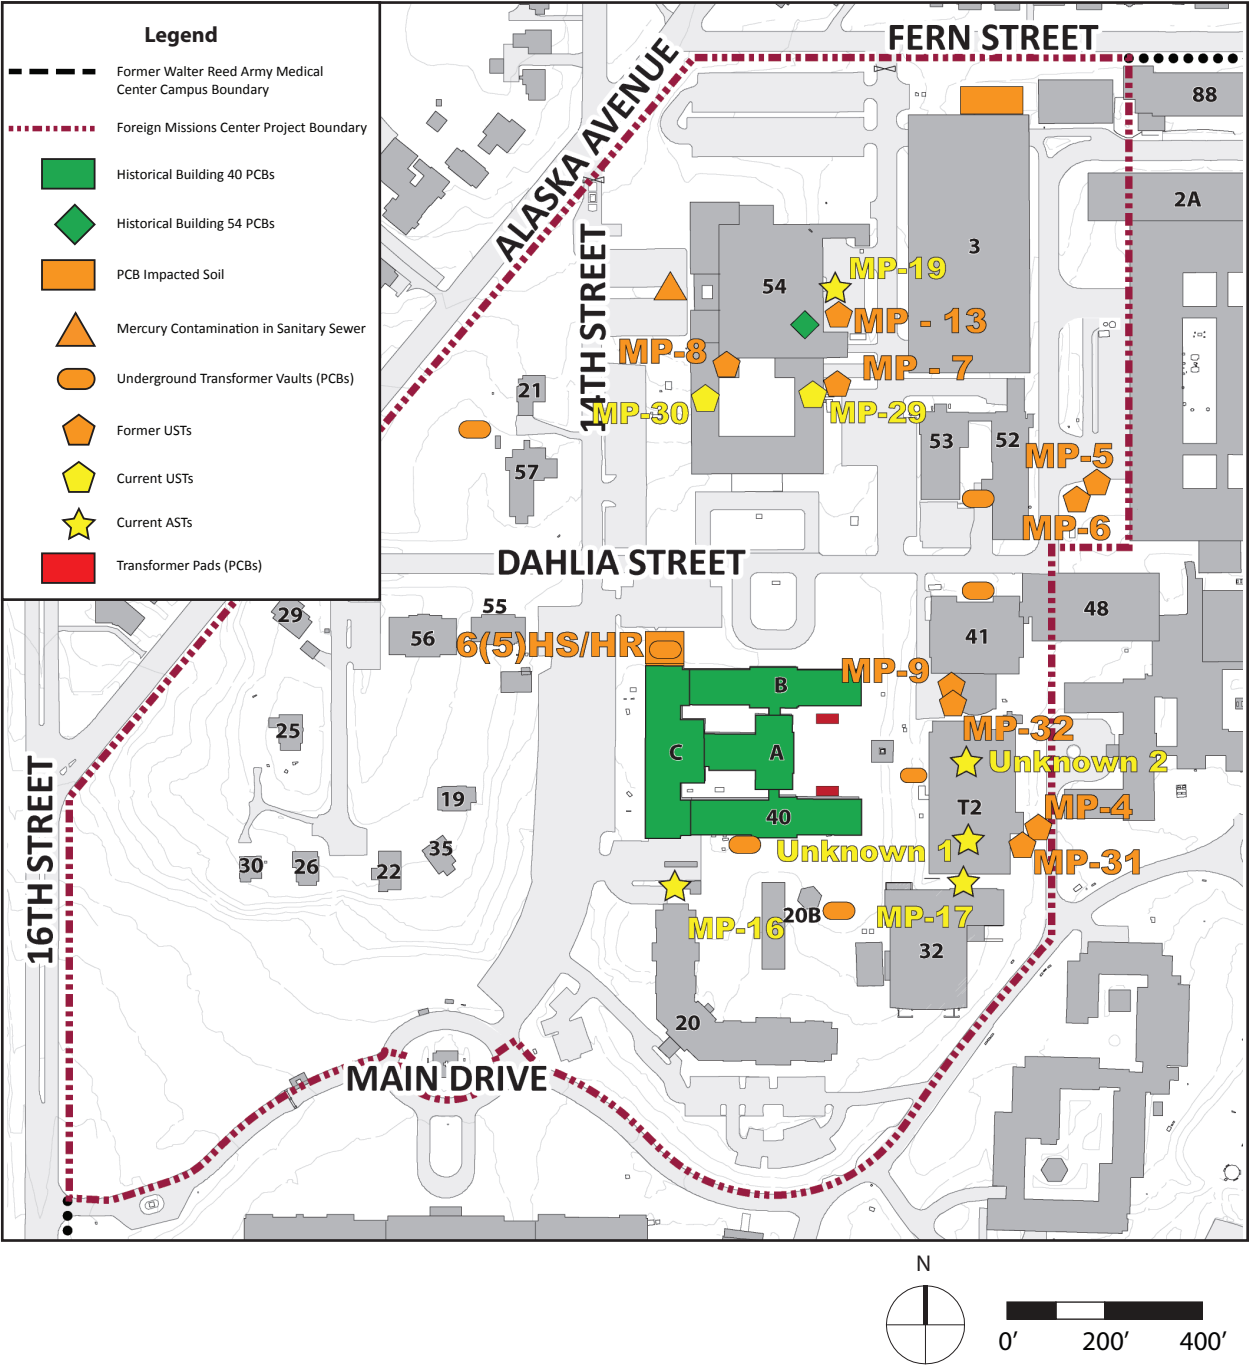 Legend
Former Walter Reed Army Medical
Center Campus Boundary
Foreign Missions Center Project Boundary
Historical Building 40 PCBs
Historical Building 54 PCBs
PCB Impacted Soil
Mercury Contamination in Sanitary Sewer
Underground Transformer Vaults (PCBs)
Former USTs
Current USTs
Current ASTs
Transformer Pads (PCBs)
FERN STREET
ALASKA AVENUE
14TH STREET
88
2A
3
54
MP-19
MP - 13
MP-8
MP - 7
MP-30
MP-29
21
57
53
52
MP-5
MP-6
DAHLIA STREET
29
56
55
6(5)HS/HR
48
41
MP-9
B
C
A
40
MP-32
Unknown 2
T2
MP-4
Unknown 1
MP-31
25
19
35
30
26
22
16TH STREET
MP-16
20B
MP-17
32
20
MAIN DRIVE
N
0’ 200’ 400’